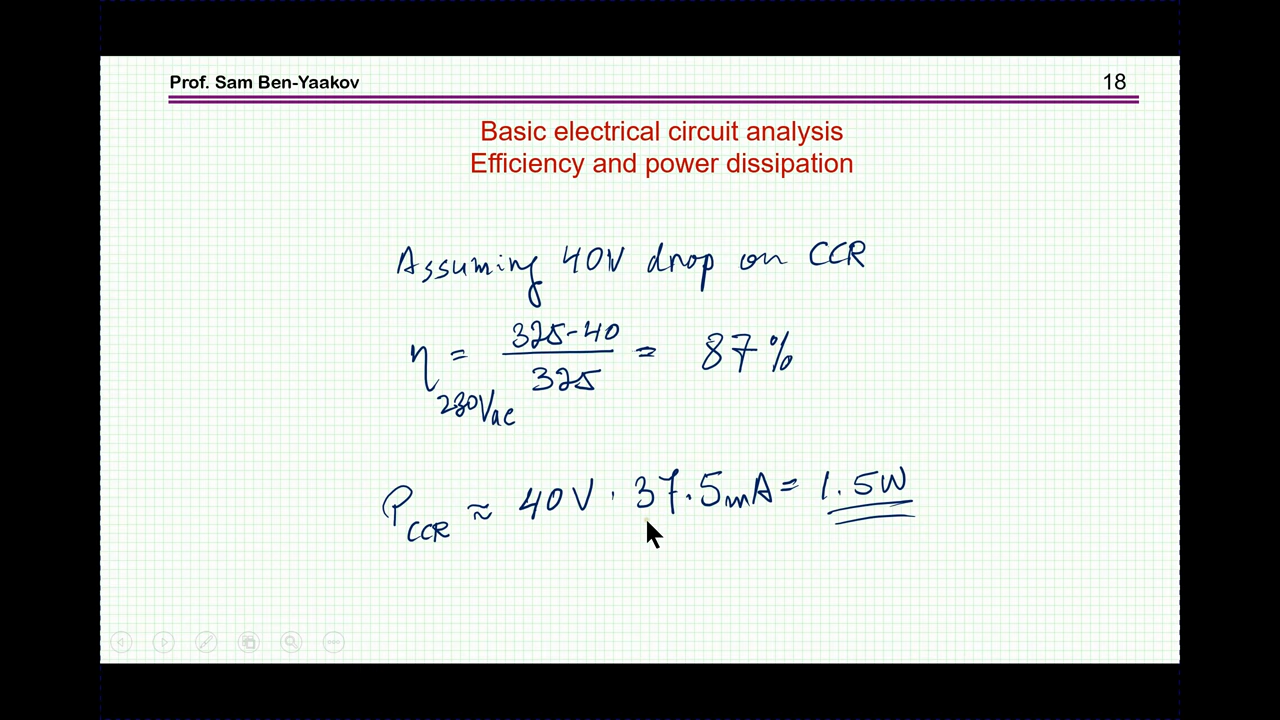 Prof. Sam Ben-Yaakov 18
Basic electrical circuit analysis
Efficiency and power dissipation
Assuming 40V drop on CCR
η = 325-40 / 325 = 87%
230Vac
P CCR ≈ 40V · 37.5mA = 1.5W